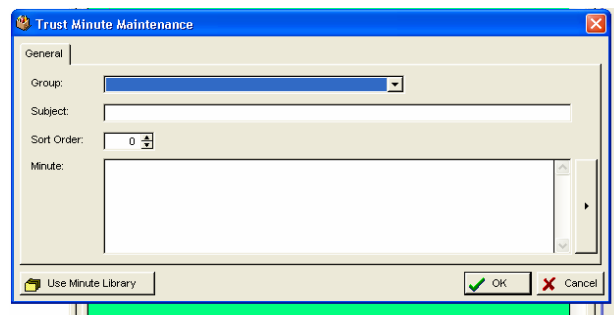 Trust Minute Maintenance
General
Group:
Subject:
Sort Order: 0
Minute:
Use Minute Library OK Cancel